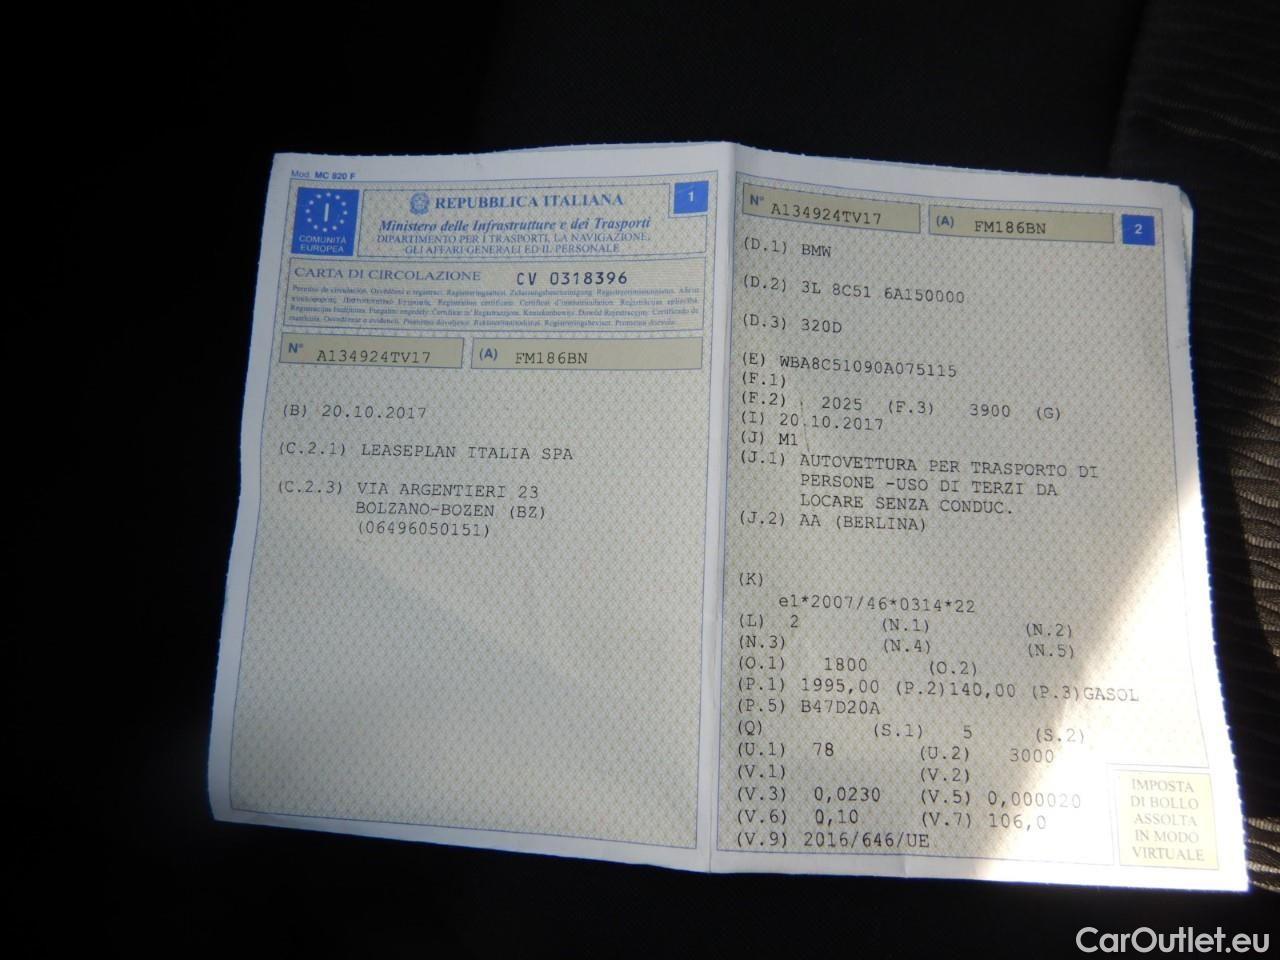 Mod. MC 820 F
I
COMUNITÀ
EUROPEA
REPUBBLICA ITALIANA
Ministero delle Infrastrutture e dei Trasporti
DIPARTIMENTO PER I TRASPORTI, LA NAVIGAZIONE,
GLI AFFARI GENERALI ED IL PERSONALE
1
CARTA DI CIRCOLAZIONE CV 0318396
N° A134924TV17 (A) FM186BN
(B) 20.10.2017
(C.2.1) LEASEPLAN ITALIA SPA
(C.2.3) VIA ARGENTIERI 23
BOLZANO-BOZEN (BZ)
(06496050151)
N° A134924TV17 (A) FM186BN
2
(D.1) BMW
(D.2) 3L 8C51 6A150000
(D.3) 320D
(E) WBA8C51090A075115
(F.1)
(F.2) 2025 (F.3) 3900 (G)
(I) 20.10.2017
(J) M1
(J.1) AUTOVETTURA PER TRASPORTO DI
PERSONE -USO DI TERZI DA
LOCARE SENZA CONDUC.
(J.2) AA (BERLINA)
(K)
e1*2007/46*0314*22
(L) 2 (N.1) (N.2)
(N.3) (N.4) (N.5)
(O.1) 1800 (O.2)
(P.1) 1995,00 (P.2)140,00 (P.3)GASOL
(P.5) B47D20A
(Q) (S.1) 5 (S.2)
(U.1) 78 (U.2) 3000
(V.1) (V.2)
(V.3) 0,0230 (V.5) 0,000020
(V.6) 0,10 (V.7) 106,0
(V.9) 2016/646/UE
IMPOSTA
DI BOLLO
ASSOLTA
IN MODO
VIRTUALE
CarOutlet.eu